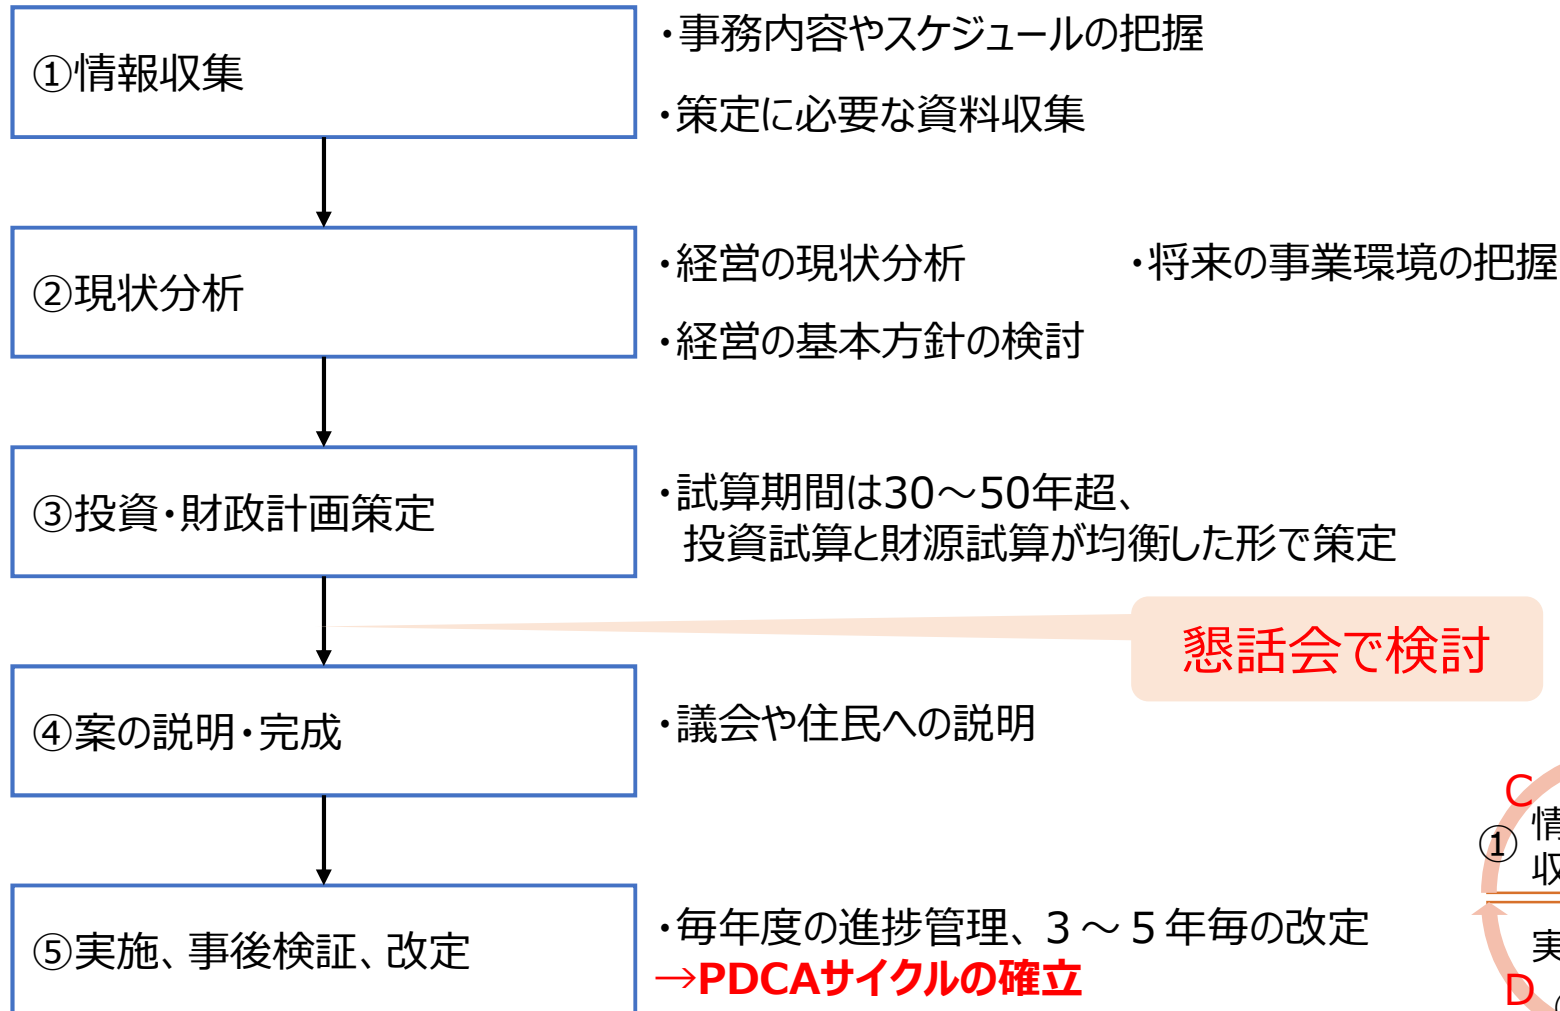 ①情報収集
・事務内容やスケジュールの把握
・策定に必要な資料収集
②現状分析
・経営の現状分析
・将来の事業環境の把握
・経営の基本方針の検討
③投資・財政計画策定
・試算期間は30～50年超、
投資試算と財源試算が均衡した形で策定
懇話会で検討
④案の説明・完成
・議会や住民への説明
⑤実施、事後検証、改定
・毎年度の進捗管理、３～５年毎の改定
→PDCAサイクルの確立
C
①
情
収
実
D